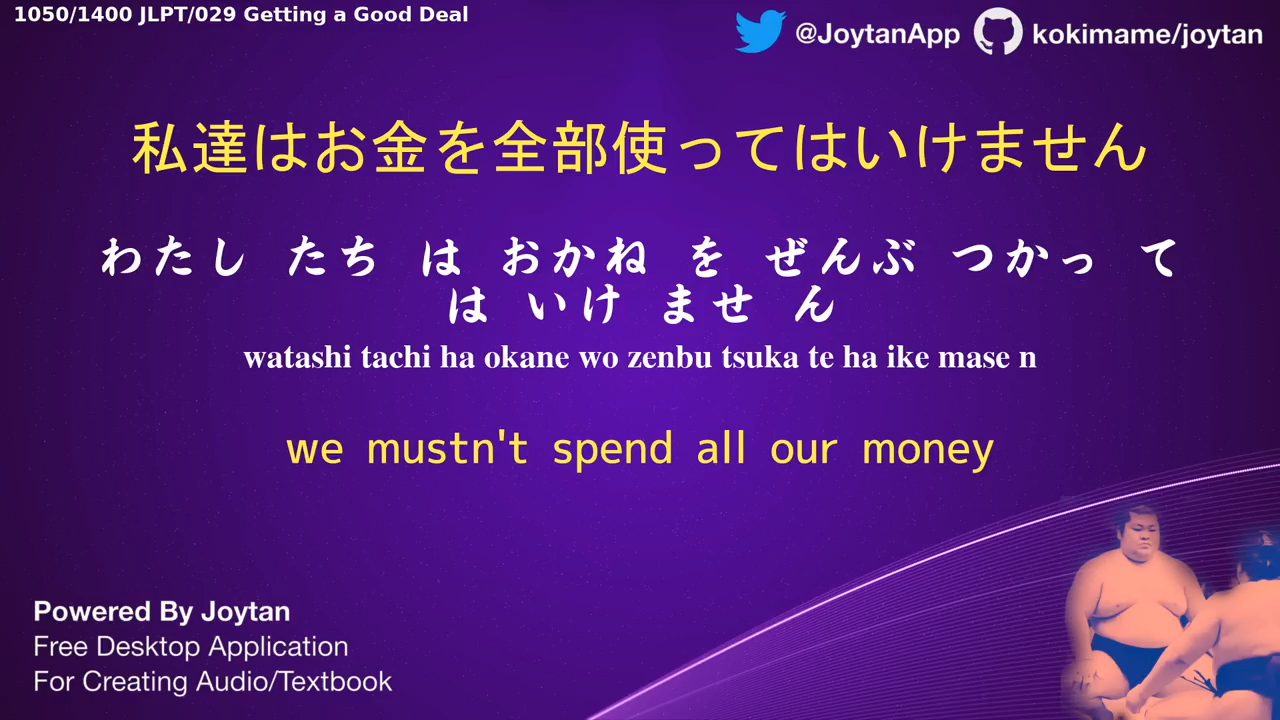 1050/1400 JLPT/029 Getting a Good Deal
@JoytanApp kokimame/joytan
私達はお金を全部使ってはいけません
わたし たち は おかね を ぜんぶ つかっ て
は いけ ませ ん
watashi tachi ha okane wo zenbu tsuka te ha ike mase n
we mustn't spend all our money
Powered By Joytan
Free Desktop Application
For Creating Audio/Textbook